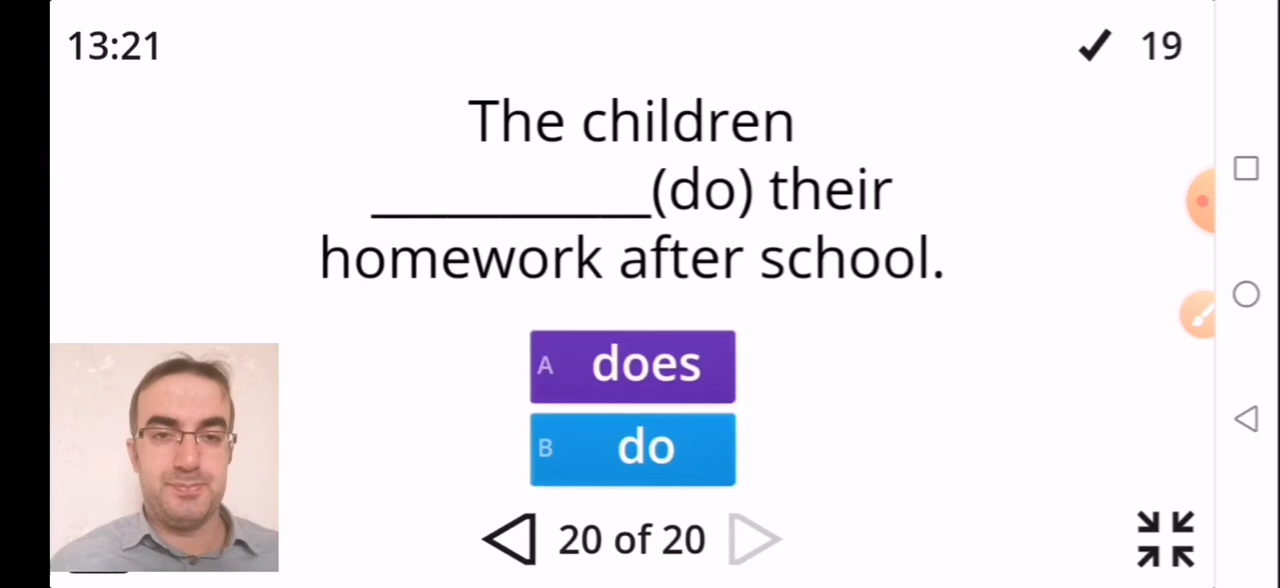 13:21
✓ 19
The children
___________(do) their
homework after school.
A does
B do
20 of 20